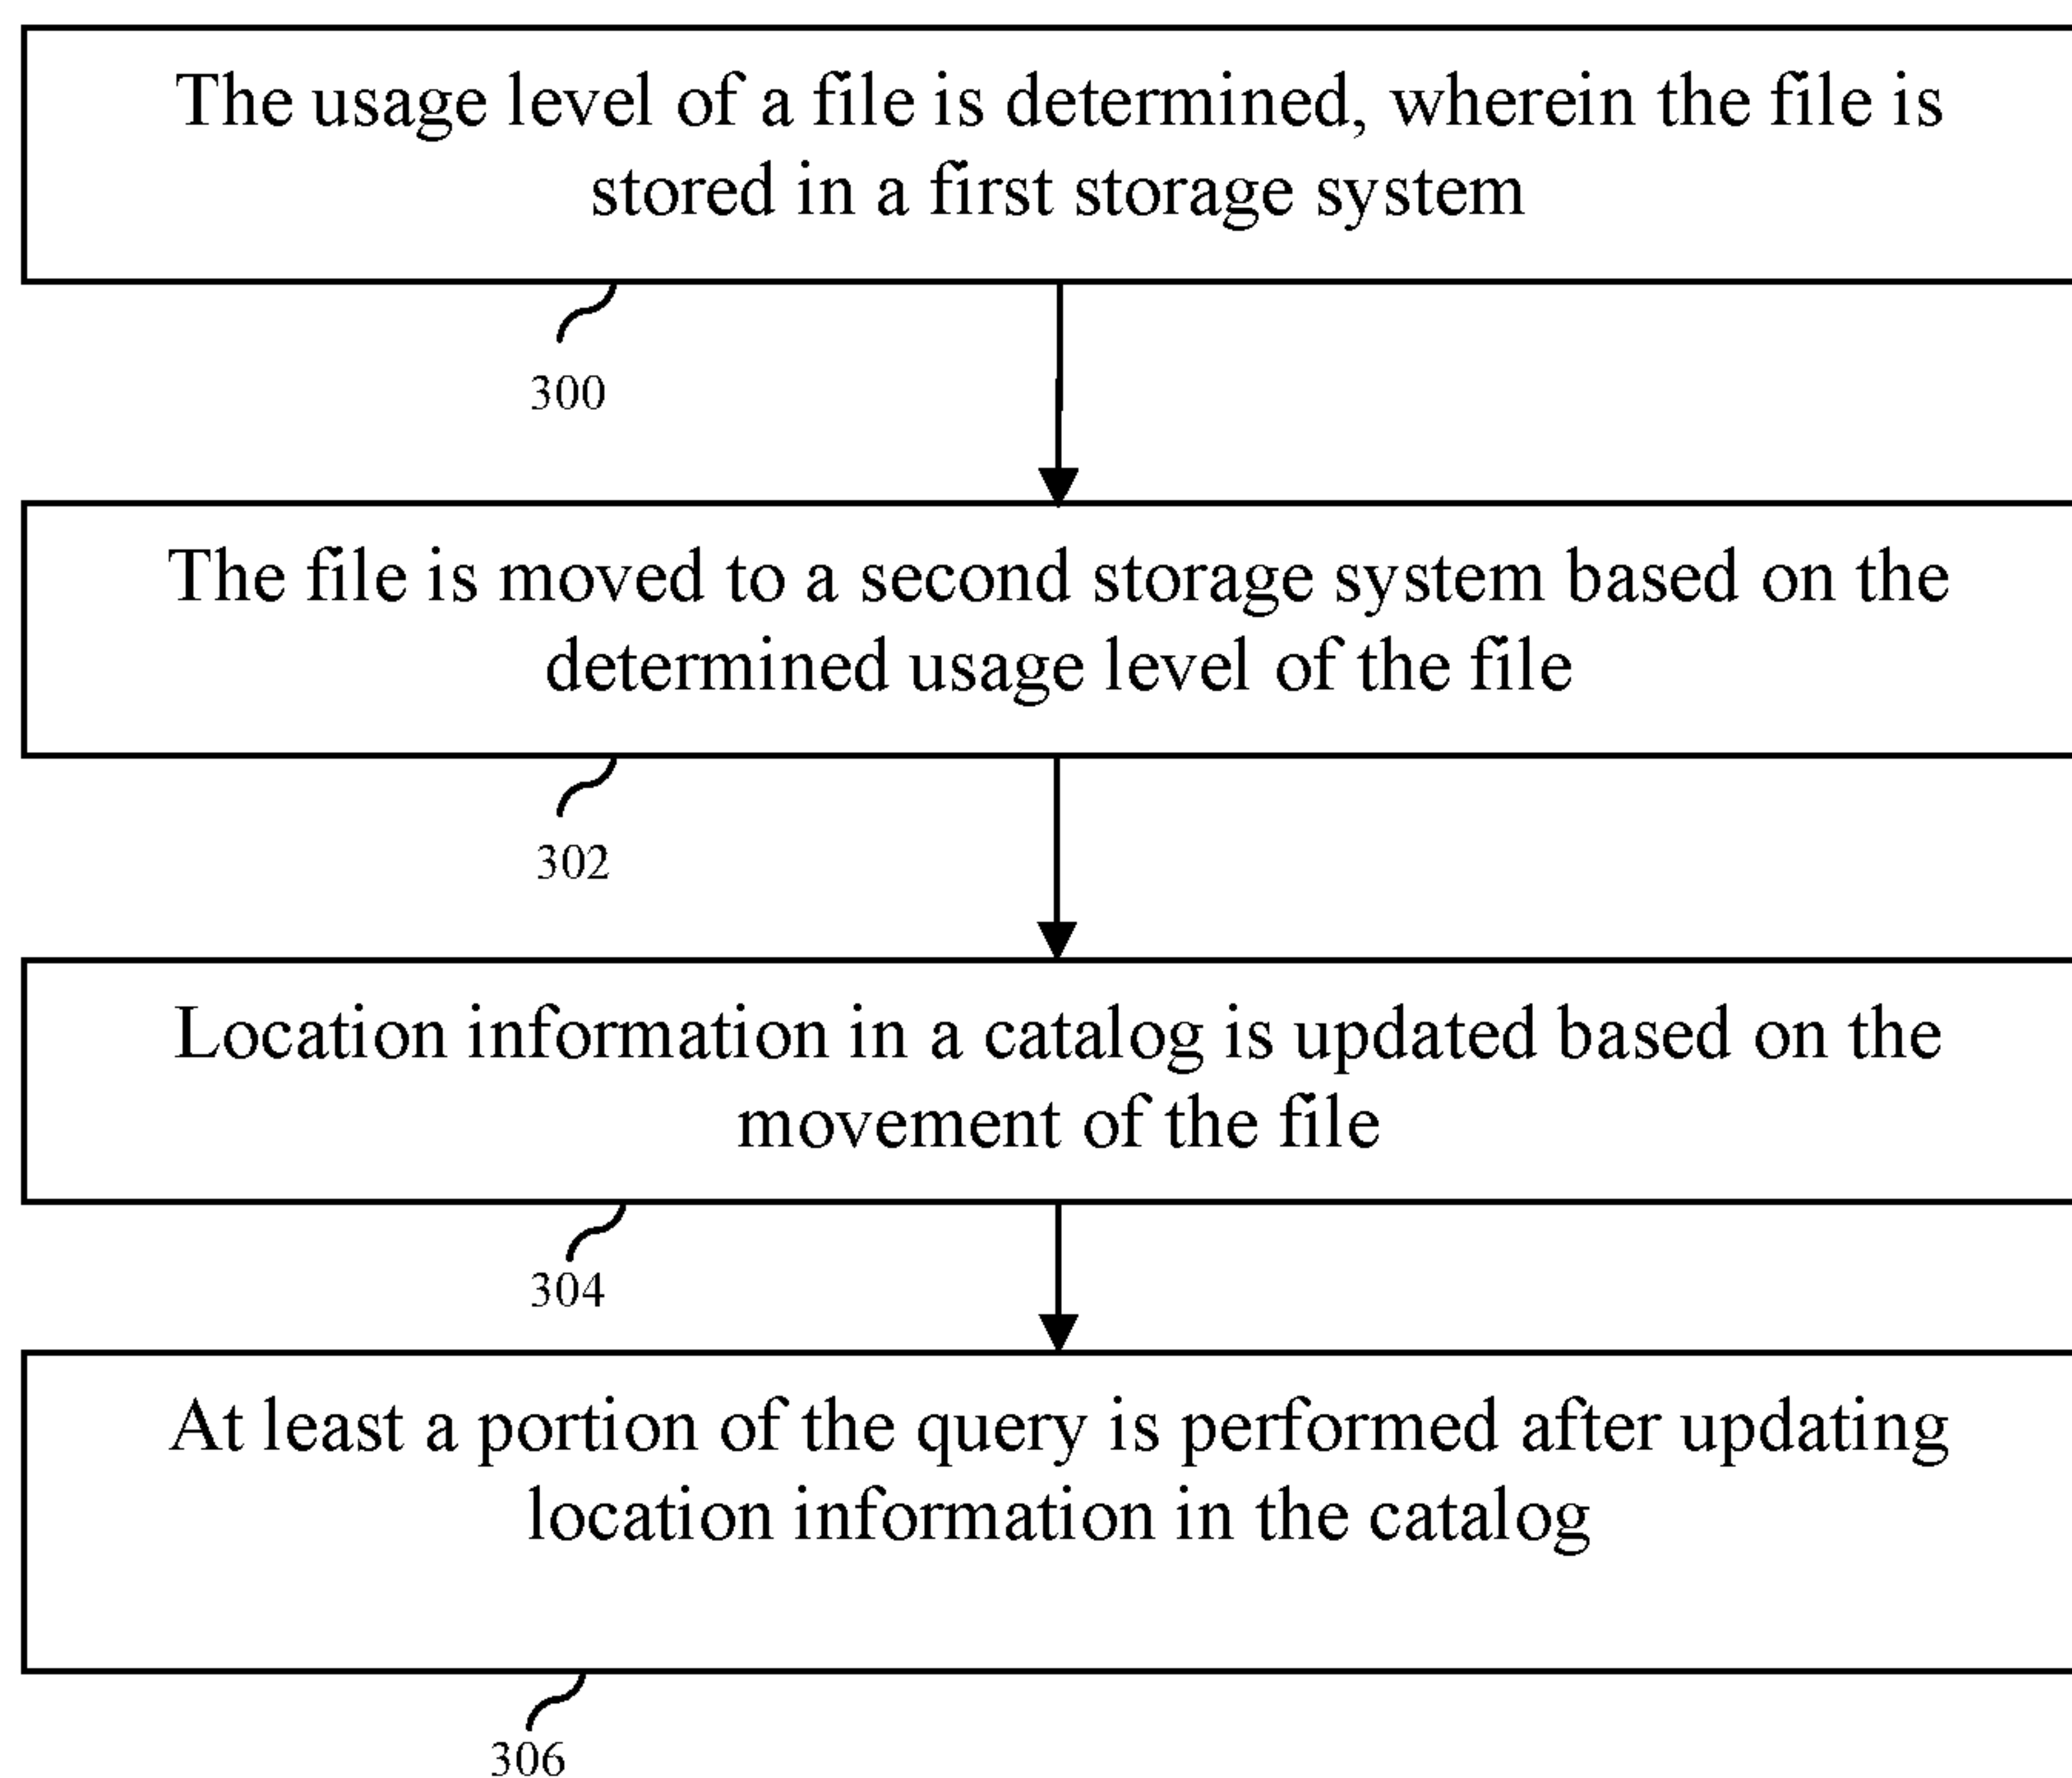 The usage level of a file is determined, wherein the file is
stored in a first storage system
300
The file is moved to a second storage system based on the
determined usage level of the file
302
Location information in a catalog is updated based on the
movement of the file
304
At least a portion of the query is performed after updating
location information in the catalog
306